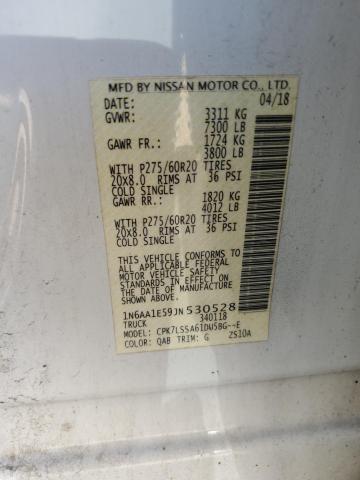 MFD BY NISSAN MOTOR CO., LTD.
DATE: 04/18
GVWR: 3311 KG
7300 LB
GAWR FR.: 1724 KG
3800 LB
WITH P275/60R20 TIRES
20x8.0 RIMS AT 36 PSI
COLD SINGLE
GAWR RR.: 1820 KG
4012 LB
WITH P275/60R20 TIRES
20x8.0 RIMS AT 36 PSI
COLD SINGLE
THIS VEHICLE CONFORMS TO
ALL APPLICABLE FEDERAL
MOTOR VEHICLE SAFETY
STANDARDS IN EFFECT ON
THE DATE OF MANUFACTURE
SHOWN ABOVE.
1N6AA1E59JN530528
340118
MODEL: CPK7LSSA61DU5BG--E
COLOR: QAB TRIM: G ZS10A